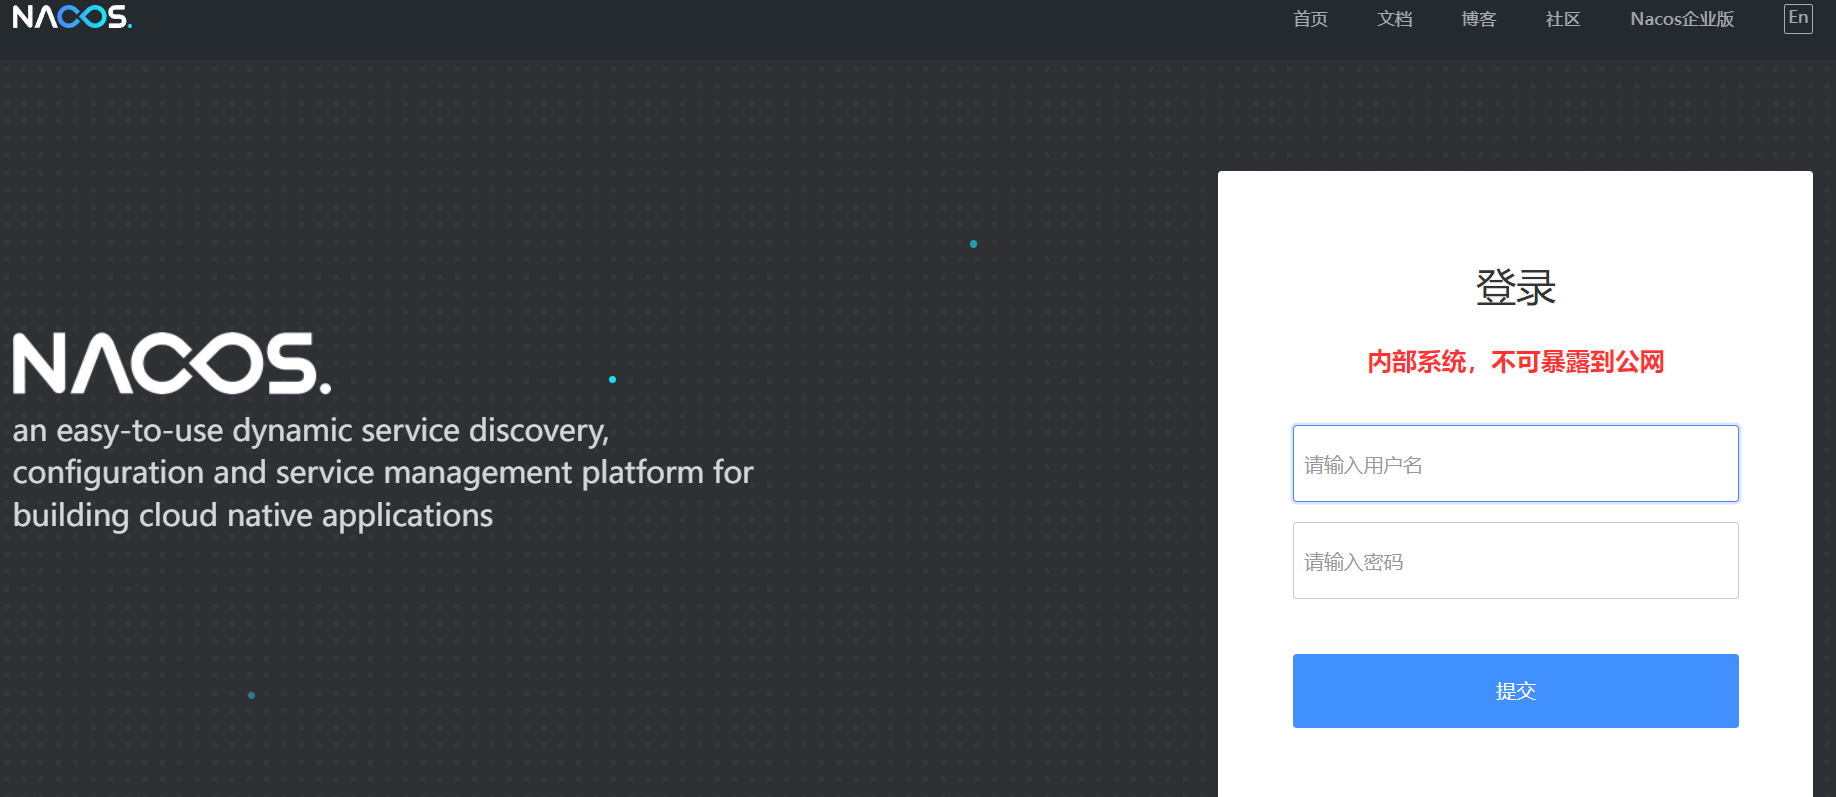 NACOS.
首页 文档 博客 社区 Nacos企业版 En
登录
内部系统，不可暴露到公网
NACOS.
an easy-to-use dynamic service discovery,
configuration and service management platform for
building cloud native applications
请输入用户名
请输入密码
提交